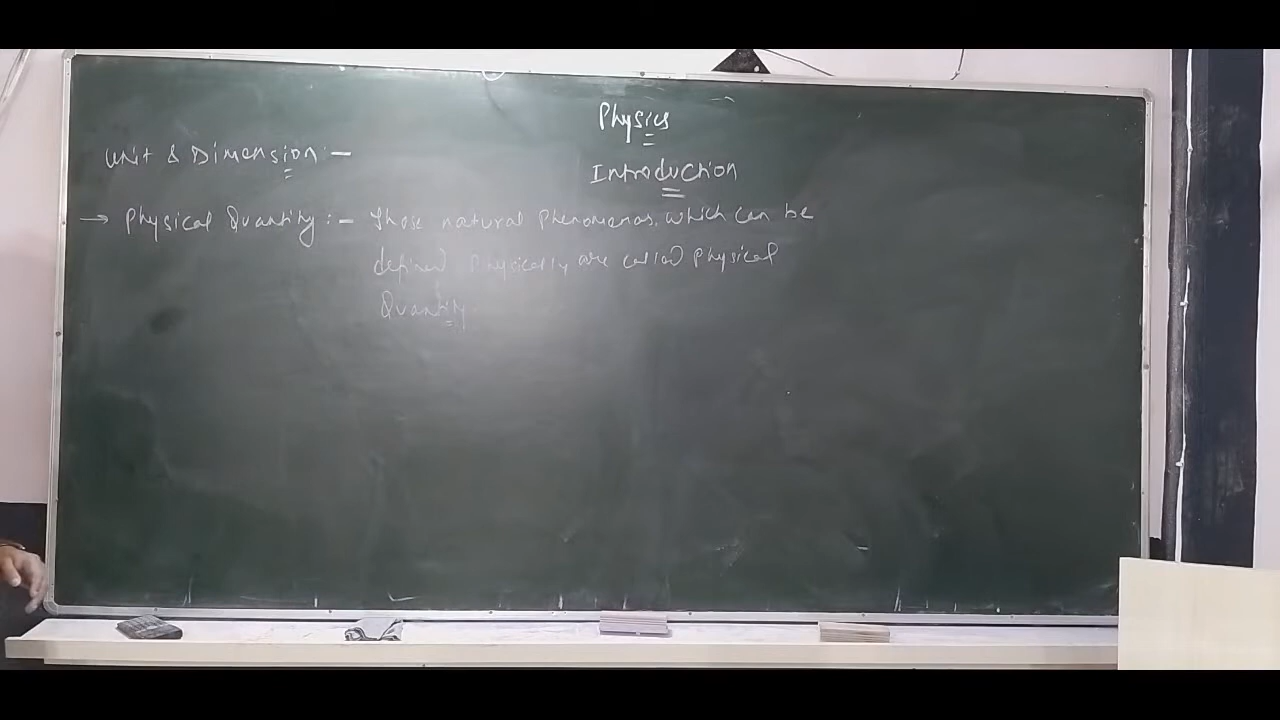 Physics
Unit & Dimension :-
Introduction
→ Physical Quantity :- Those natural phenomenas. which can be
defined physically are called physical
Quantity.